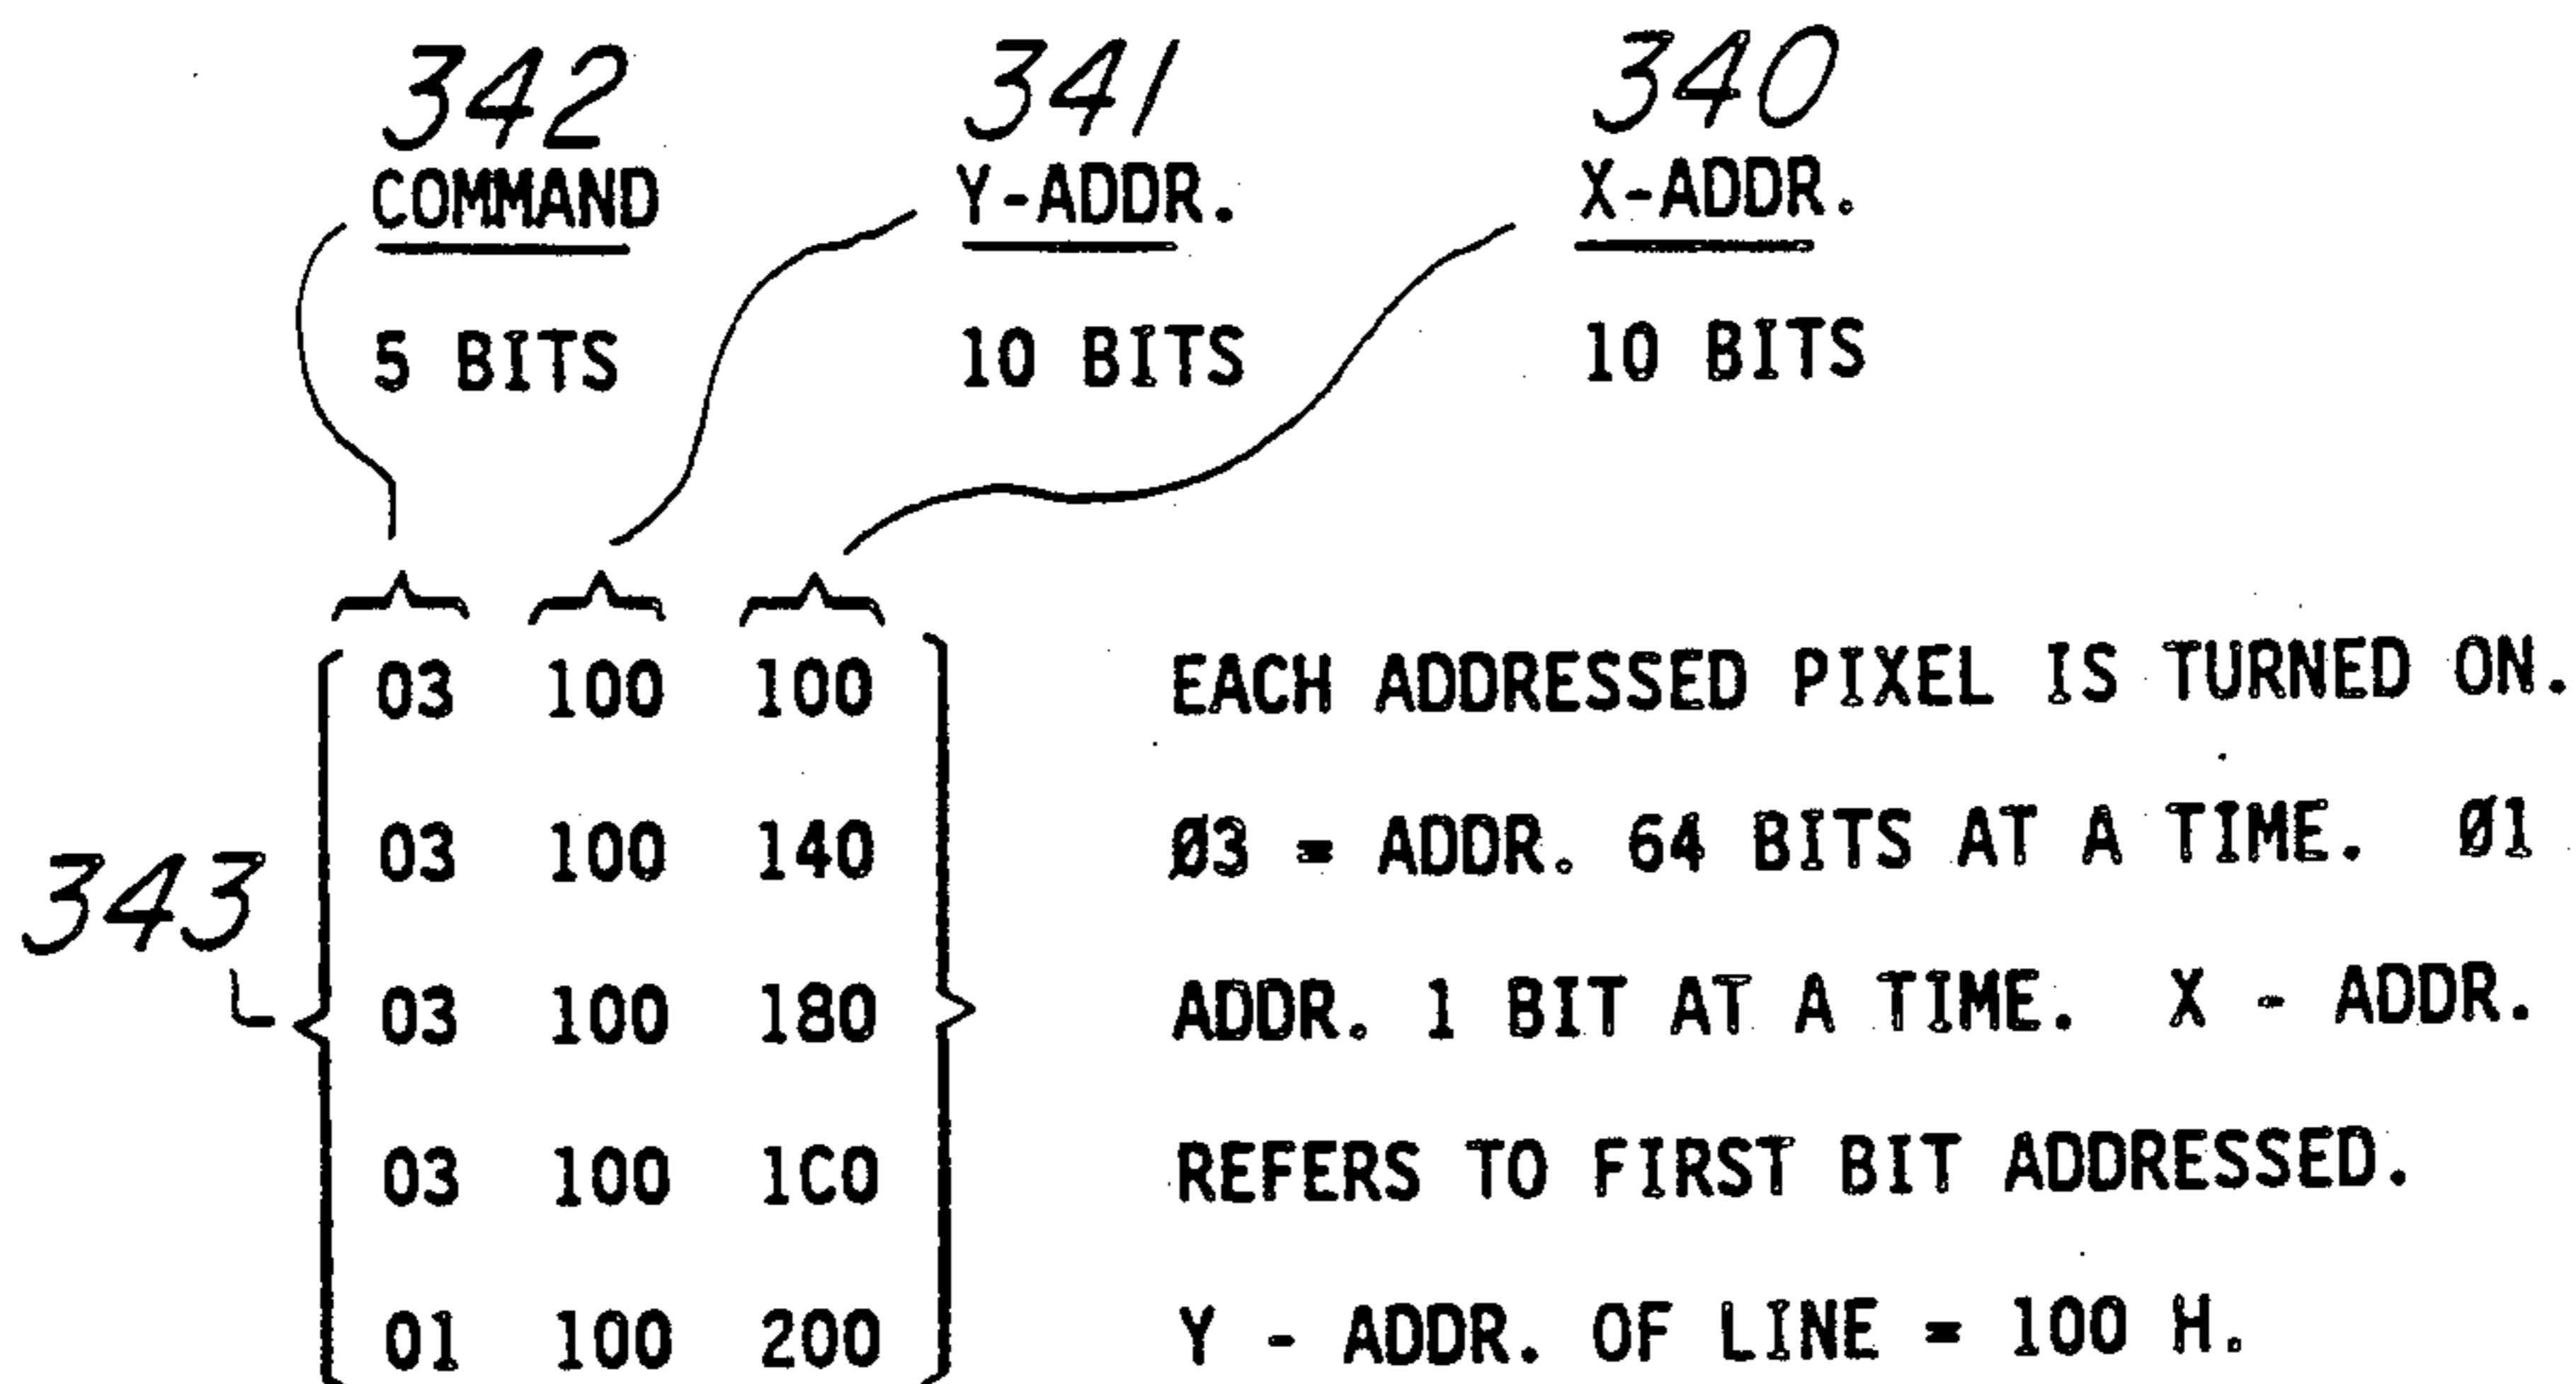 342 341 340
COMMAND Y-ADDR. X-ADDR.
5 BITS 10 BITS 10 BITS
03 100 100 EACH ADDRESSED PIXEL IS TURNED ON.
03 100 140 Ø3 = ADDR. 64 BITS AT A TIME. Ø1
343
03 100 180 ADDR. 1 BIT AT A TIME. X - ADDR.
03 100 1C0 REFERS TO FIRST BIT ADDRESSED.
01 100 200 Y - ADDR. OF LINE = 100 H.